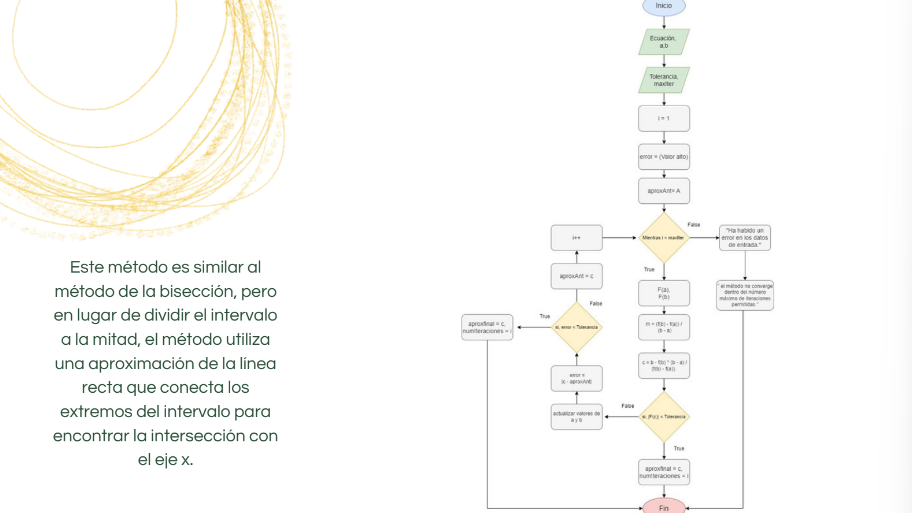 Este método es similar al
método de la bisección, pero
en lugar de dividir el intervalo
a la mitad, el método utiliza
una aproximación de la línea
recta que conecta los
extremos del intervalo para
encontrar la intersección con
el eje x.
Inicio
Ecuación,
a,b
Tolerancia,
maxIter
i = 1
error = (Valor alto)
aproxAnt= A
Mientras i < maxIter
False
"Ha habido un
error en los datos
de entrada."
" el método no converge
dentro del número
máximo de iteraciones
permitidas."
True
F(a),
F(b)
m = (f(b) - f(a)) /
(b - a)
c = b - f(b) * (b - a) /
(f(b) - f(a))
si, |F(c)| < Tolerancia
False
actualizar valores de
a y b
error =
|c - aproxAnt|
si, error < Tolerancia
False
aproxAnt = c
i++
True
aproxfinal = c,
numIteraciones = i
True
aproxfinal = c,
numIteraciones = i
Fin